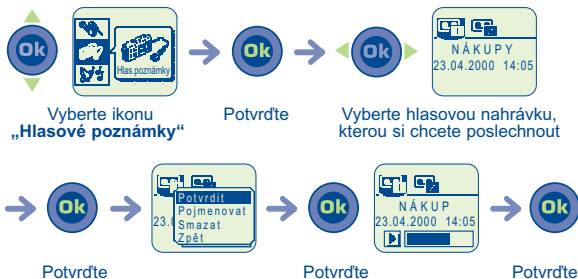 Ok
Hlas.poznámky
Ok
Ok
NÁKUPY
23.04.2000 14:05
Vyberte ikonu
„Hlasové poznámky“
Potvrďte
Vyberte hlasovou nahrávku,
kterou si chcete poslechnout
Ok
Potvrdit
Pojmenovat
23.0
Smazat
Zpět
Ok
NÁKUP
23.04.2000 14:05
Ok
Potvrďte
Potvrďte
Potvrďte